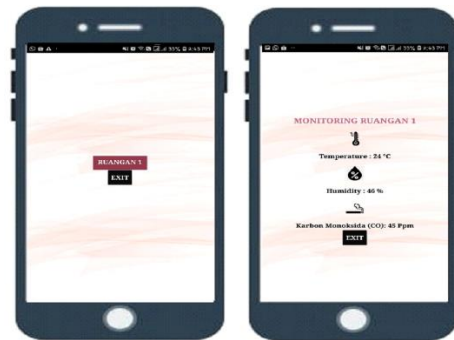 RUANGAN 1
EXIT
MONITORING RUANGAN 1
Temperature : 24 °C
Humidity : 46 %
Karbon Monoksida (CO): 45 Ppm
EXIT